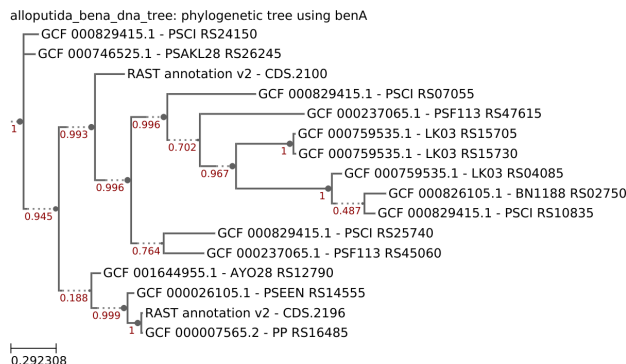 alloputida_bena_dna_tree: phylogenetic tree using benA
GCF 000829415.1 - PSCI RS24150
GCF 000746525.1 - PSAKL28 RS26245
RAST annotation v2 - CDS.2100
GCF 000829415.1 - PSCI RS07055
GCF 000237065.1 - PSF113 RS47615
GCF 000759535.1 - LK03 RS15705
GCF 000759535.1 - LK03 RS15730
GCF 000759535.1 - LK03 RS04085
GCF 000826105.1 - BN1188 RS02750
GCF 000829415.1 - PSCI RS10835
GCF 000829415.1 - PSCI RS25740
GCF 000237065.1 - PSF113 RS45060
GCF 001644955.1 - AYO28 RS12790
GCF 000026105.1 - PSEEN RS14555
RAST annotation v2 - CDS.2196
GCF 000007565.2 - PP RS16485
1
0.993
0.996
0.702
1
0.967
0.996
1
0.487
0.945
0.764
0.188
0.999
1
0.292308